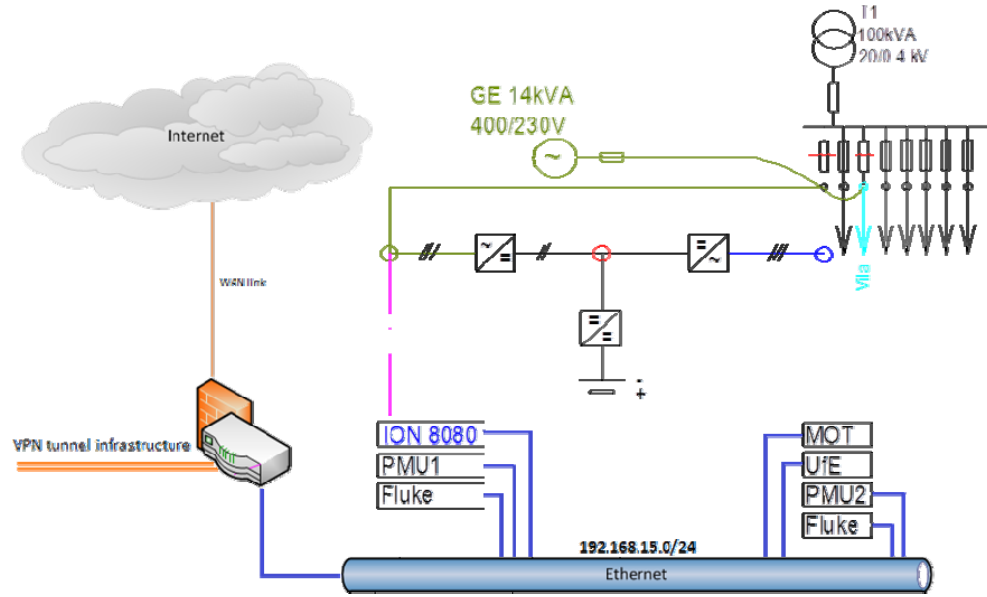 T1
100kVA
20/0.4 kV
GE 14kVA
400/230V
Internet
Vila
WAN link
VPN tunnel infrastructure
ION 8080
PMU1
Fluke
MOT
UfE
PMU2
Fluke
192.168.15.0/24
Ethernet